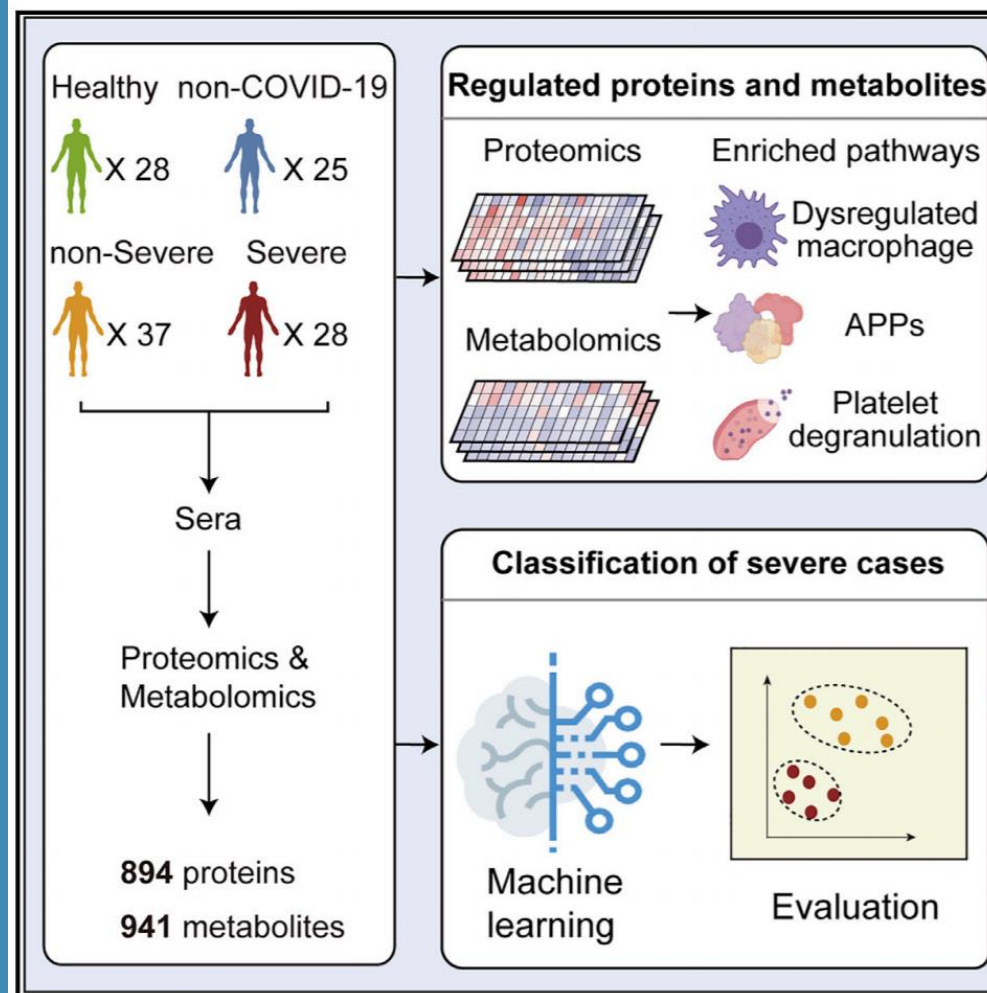 Healthy non-COVID-19
X 28 X 25
non-Severe Severe
X 37 X 28
Sera
Proteomics &
Metabolomics
894 proteins
941 metabolites
Regulated proteins and metabolites
Proteomics
Metabolomics
Enriched pathways
Dysregulated
macrophage
APPs
Platelet
degranulation
Classification of severe cases
Machine
learning
Evaluation